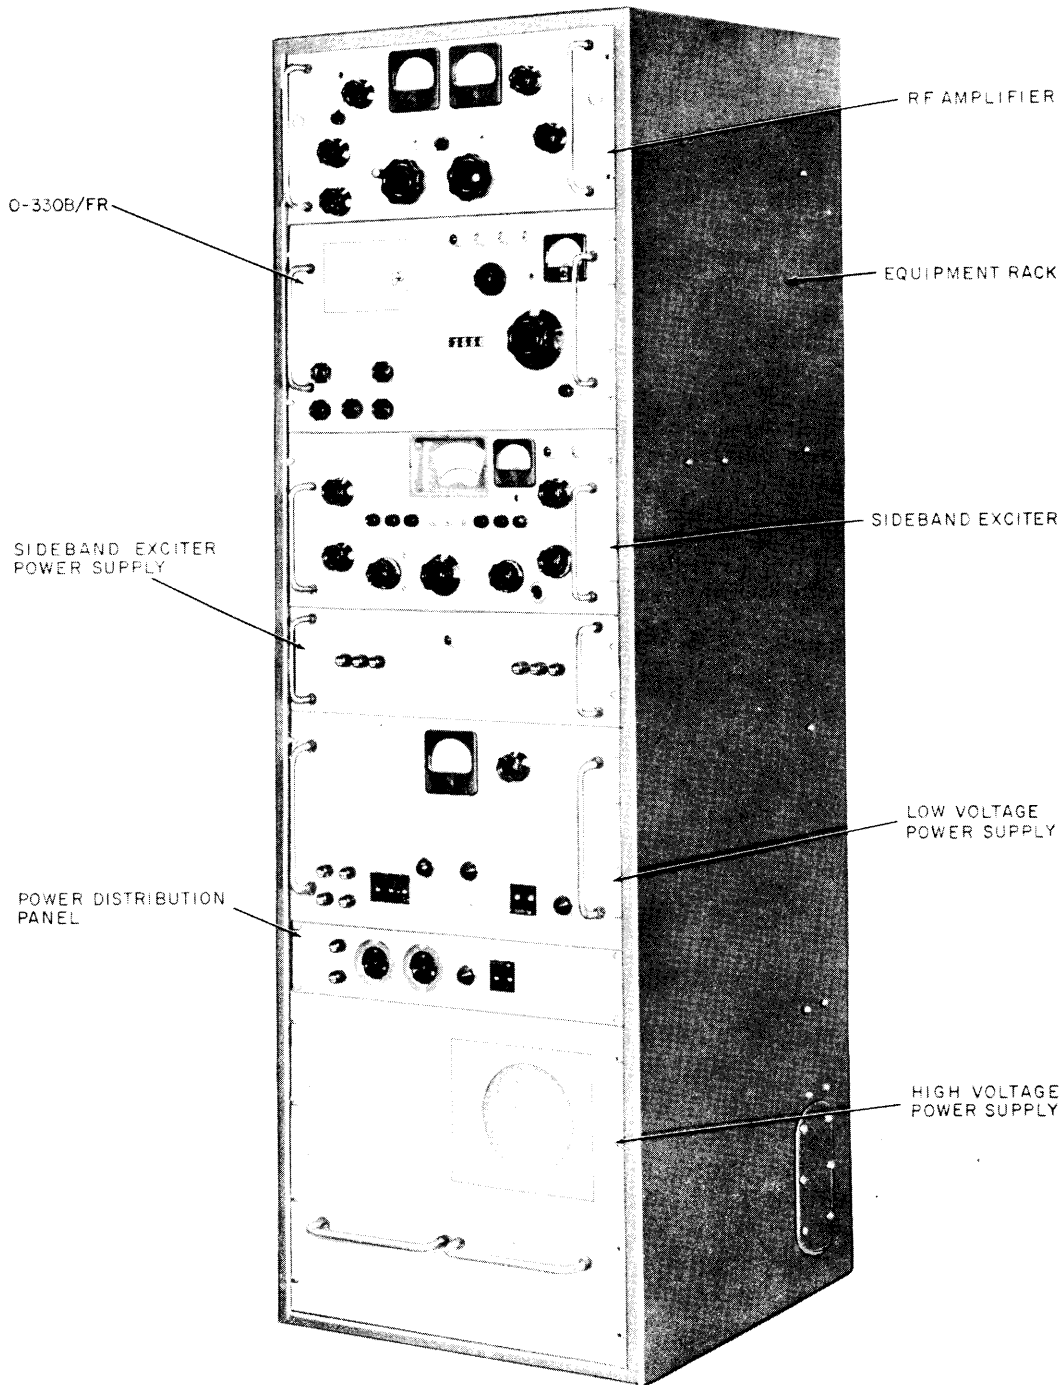 RF AMPLIFIER
O-330B/FR
EQUIPMENT RACK
SIDEBAND EXCITER
SIDEBAND EXCITER
POWER SUPPLY
LOW VOLTAGE
POWER SUPPLY
POWER DISTRIBUTION
PANEL
HIGH VOLTAGE
POWER SUPPLY